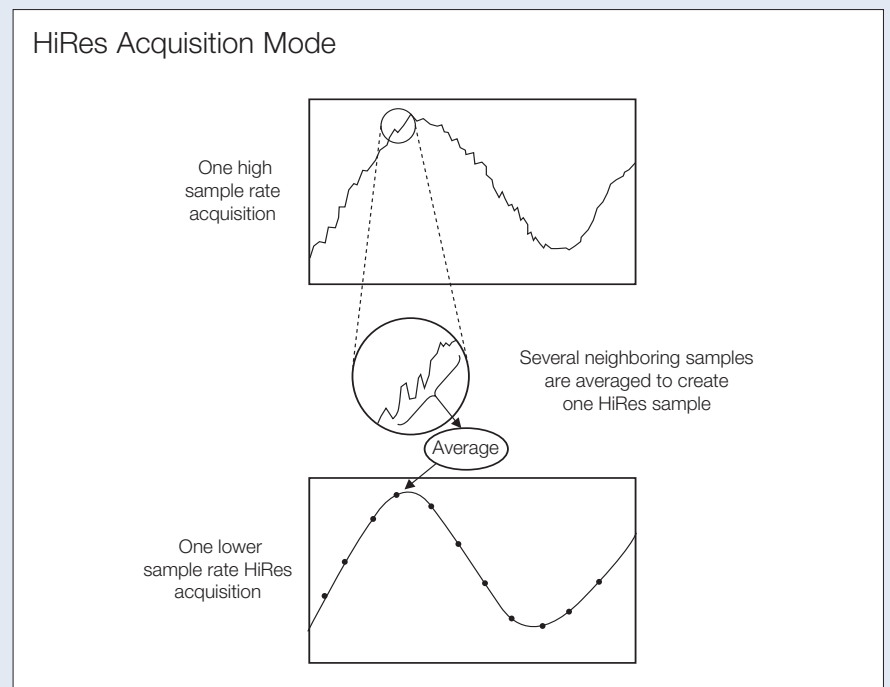 HiRes Acquisition Mode
One high
sample rate
acquisition
Several neighboring samples
are averaged to create
one HiRes sample
Average
One lower
sample rate HiRes
acquisition